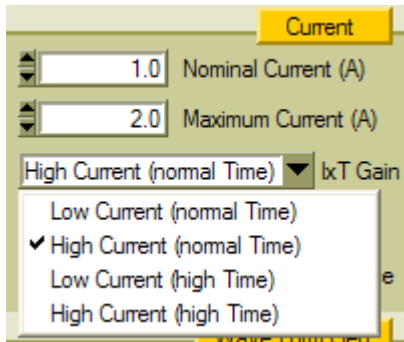 Current
1.0 Nominal Current (A)
2.0 Maximum Current (A)
High Current (normal Time) IxT Gain
Low Current (normal Time)
High Current (normal Time)
Low Current (high Time)
e
High Current (high Time)